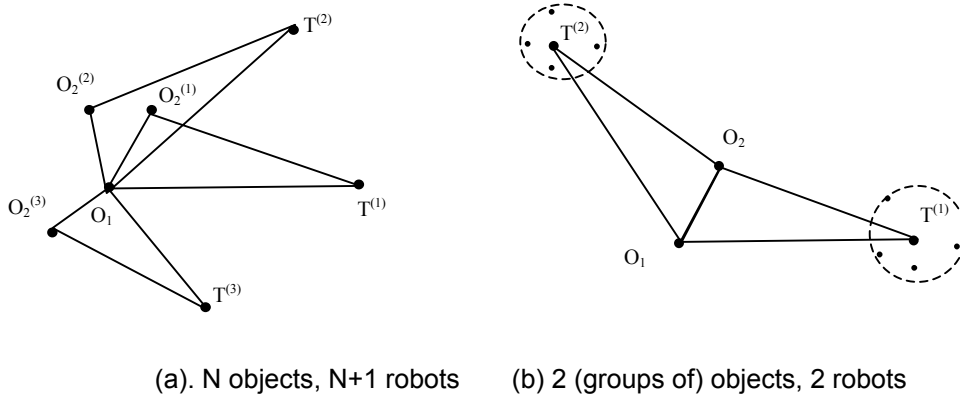 T(2)
O2(2)
O2(1)
O2(3)
O1
T(1)
T(3)
T(2)
O2
T(1)
O1
(a). N objects, N+1 robots
(b) 2 (groups of) objects, 2 robots